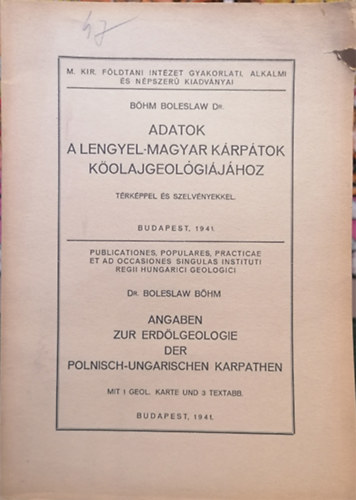 M. KIR. FÖLDTANI INTÉZET GYAKORLATI, ALKALMI
ÉS NÉPSZERŰ KIADVÁNYAI
BÖHM BOLESLAW DR.
ADATOK
A LENGYEL-MAGYAR KÁRPÁTOK
KŐOLAJGEOLÓGIÁJÁHOZ
TÉRKÉPPEL ÉS SZELVÉNYEKKEL.
BUDAPEST, 1941.
PUBLICATIONES, POPULARES, PRACTICAE
ET AD OCCASIONES SINGULAS INSTITUTI
REGII HUNGARICI GEOLOGICI
DR. BOLESLAW BÖHM
ANGABEN
ZUR ERDÖLGEOLOGIE
DER
POLNISCH-UNGARISCHEN KARPATHEN
MIT 1 GEOL. KARTE UND 3 TEXTABB.
BUDAPEST, 1941.